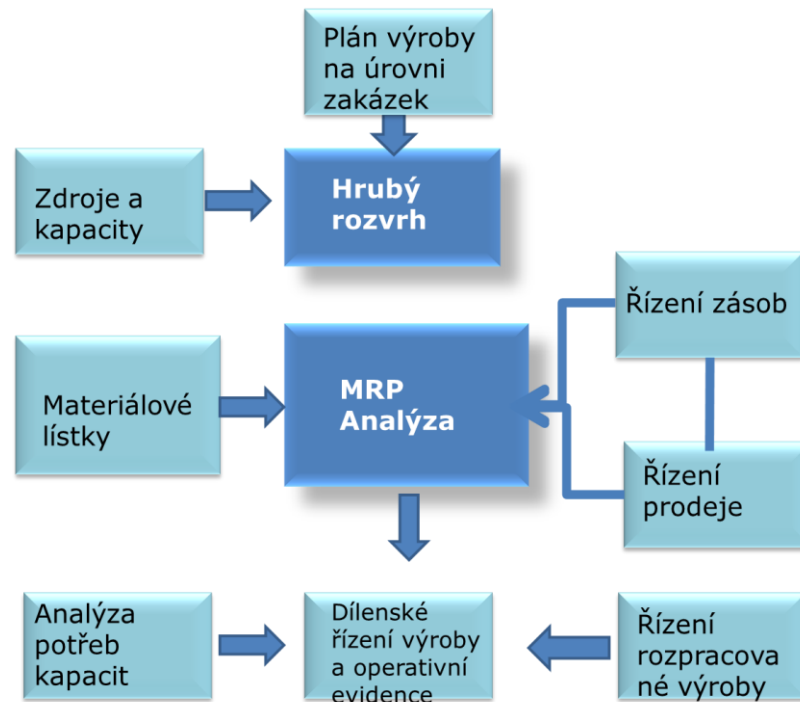 Plán výroby
na úrovni
zakázek
Zdroje a
kapacity
Hrubý
rozvrh
Řízení zásob
Materiálové
lístky
MRP
Analýza
Řízení
prodeje
Analýza
potřeb
kapacit
Dílenské
řízení výroby
a operativní
evidence
Řízení
rozpracova
né výroby